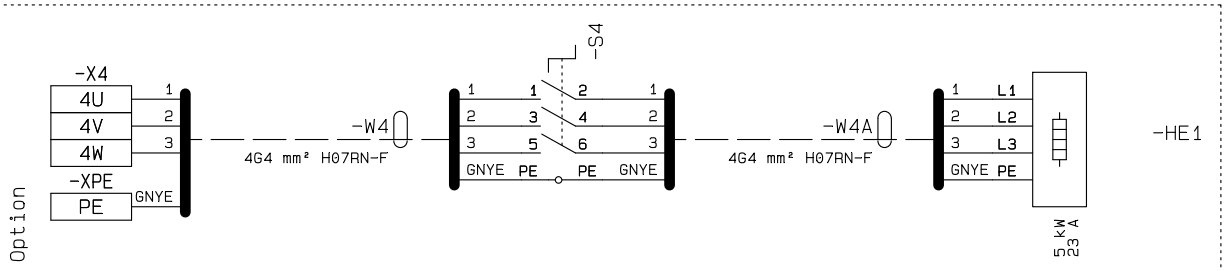 -S4
-X4
1 1 1 2 1 1 L1
4U
2 2 3 4 2 2 L2
4V
-W4 -W4A -HE1
3 3 5 6 3 3 L3
4W
4G4 mm² H07RN-F 4G4 mm² H07RN-F
-XPE GNYE PE PE GNYE GNYE PE
GNYE
PE
Option
5 kW
23 A